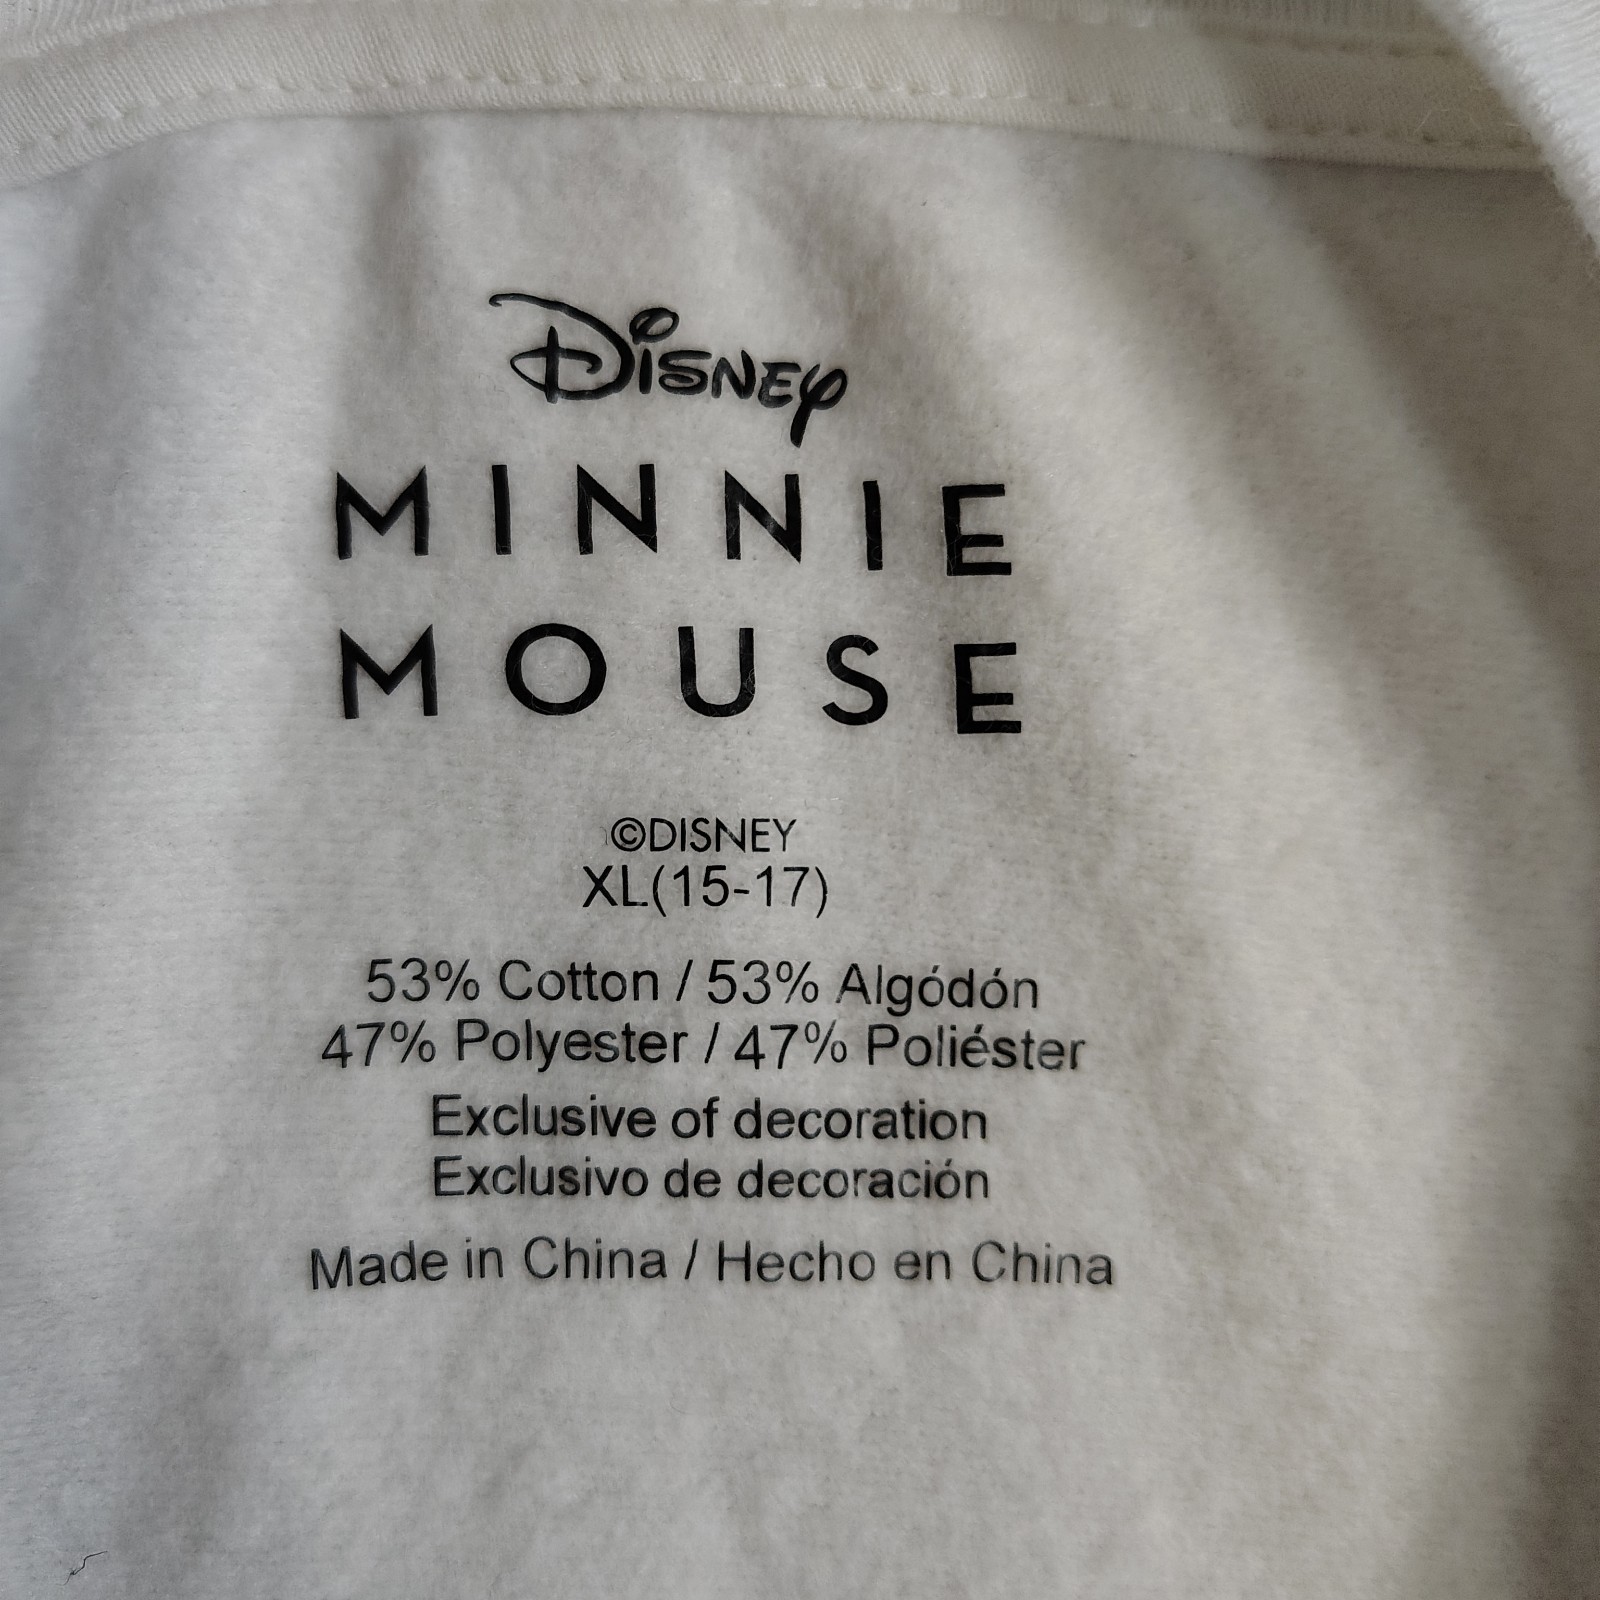 Disney
MINNIE
MOUSE
©DISNEY
XL(15-17)
53% Cotton / 53% Algódón
47% Polyester / 47% Poliéster
Exclusive of decoration
Exclusivo de decoración
Made in China / Hecho en China